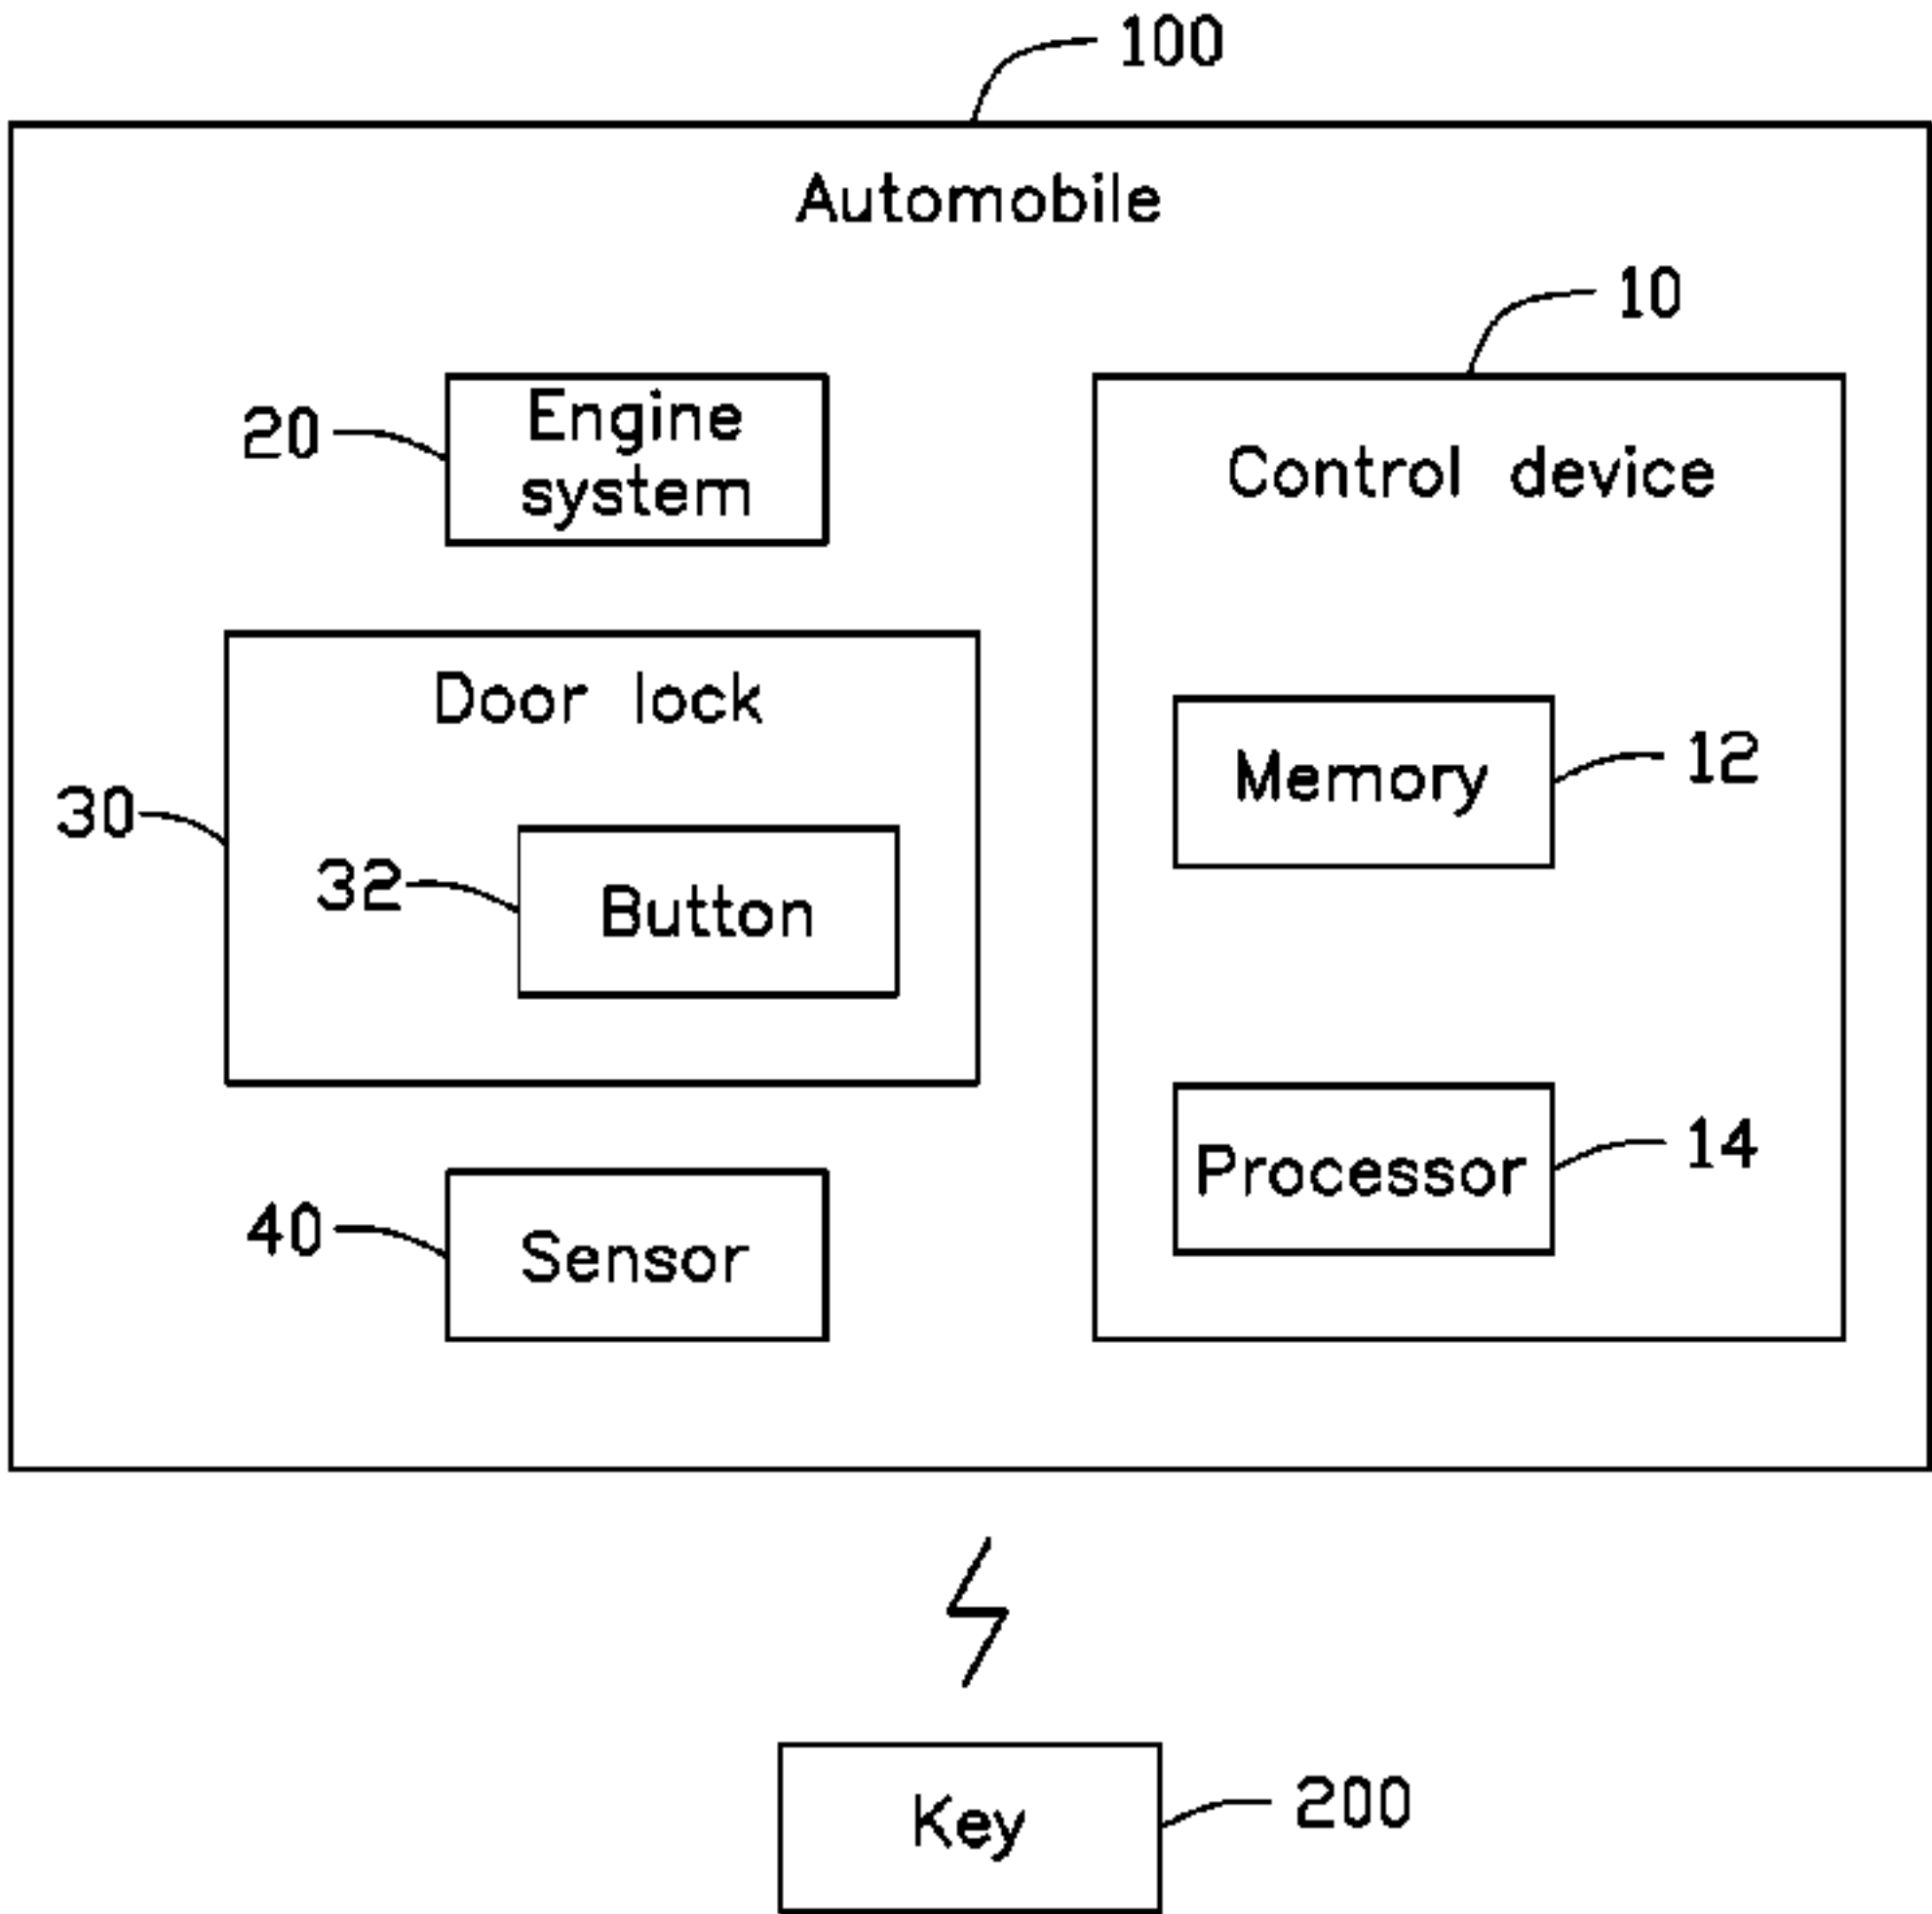 100
Automobile
10
20
Engine
system
Control device
Door lock
30
32
Button
Memory
12
40
Sensor
Processor
14
Key
200